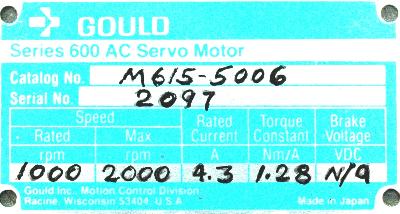 GOULD
Series 600 AC Servo Motor
Catalog No. M615-5006
Serial No. 2097
Speed Rated Torque Brake
Rated Max Current Constant Voltage
rpm rpm A Nm/A VDC
1000 2000 4.3 1.28 N/A
Gould Inc. Motion Control Division
Racine, Wisconsin 53404 U.S.A Made in Japan